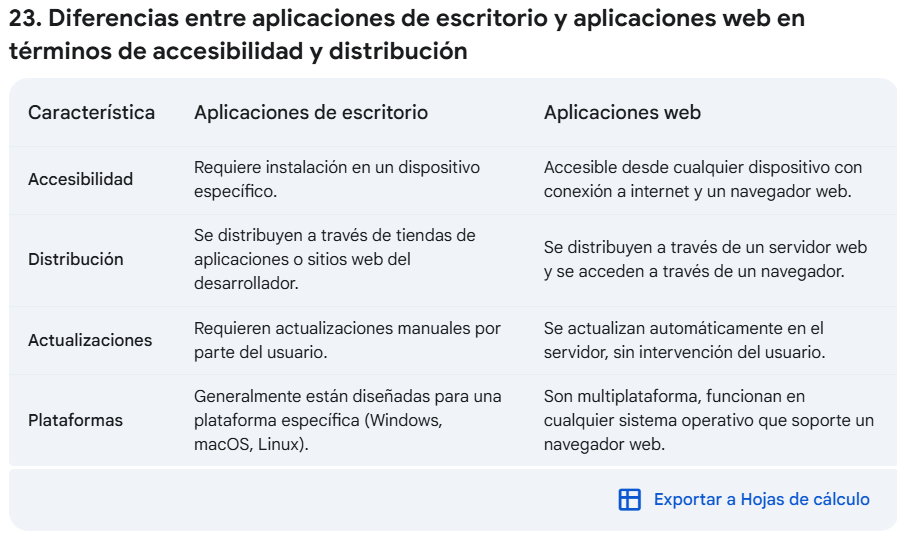 23. Diferencias entre aplicaciones de escritorio y aplicaciones web en
términos de accesibilidad y distribución
Característica
Aplicaciones de escritorio
Aplicaciones web
Accesibilidad
Requiere instalación en un dispositivo
específico.
Accesible desde cualquier dispositivo con
conexión a internet y un navegador web.
Distribución
Se distribuyen a través de tiendas de
aplicaciones o sitios web del
desarrollador.
Se distribuyen a través de un servidor web
y se acceden a través de un navegador.
Actualizaciones
Requieren actualizaciones manuales por
parte del usuario.
Se actualizan automáticamente en el
servidor, sin intervención del usuario.
Plataformas
Generalmente están diseñadas para una
plataforma específica (Windows,
macOS, Linux).
Son multiplataforma, funcionan en
cualquier sistema operativo que soporte un
navegador web.
Exportar a Hojas de cálculo